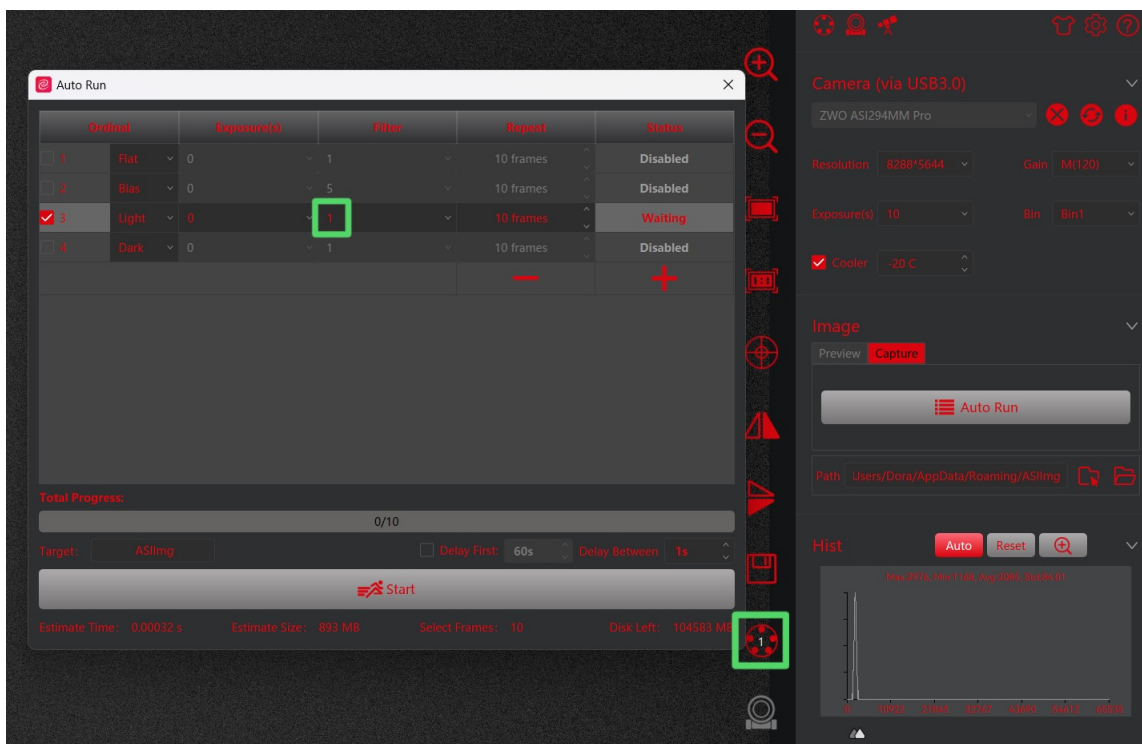 Auto Run
Ordinal Exposure(s) Filter Repeat Status
1 Flat 0 1 10 frames Disabled
2 Bias 0 5 10 frames Disabled
3 Light 0 1 10 frames Waiting
4 Dark 0 1 10 frames Disabled
Total Progress:
0/10
Target: ASIImg Delay First: 60s Delay Between 1s
Start
Estimate Time: 0.00032 s Estimate Size: 893 MB Select Frames: 10 Disk Left: 104583 MB
1
Camera (via USB3.0)
ZWO ASI294MM Pro
Resolution 8288*5644 Gain M(120)
Exposure(s) 10 Bin Bin1
Cooler -20 C
Image
Preview Capture
Auto Run
Path Users/Dora/AppData/Roaming/ASIImg
Hist Auto Reset
0 10922 32767